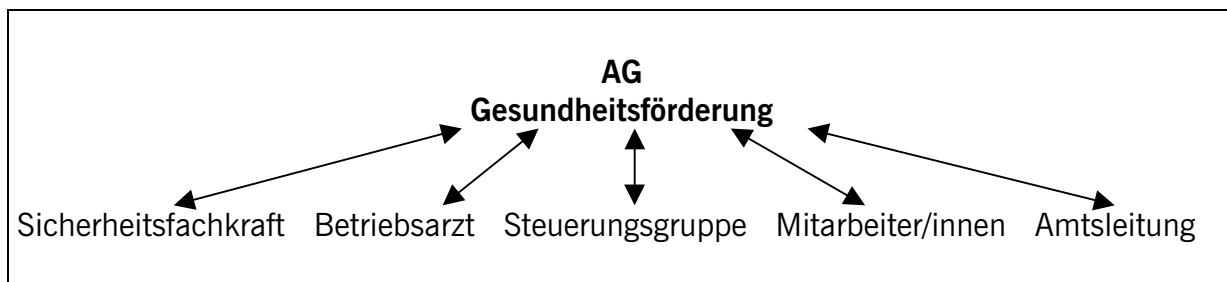 AG
Gesundheitsförderung
Sicherheitsfachkraft Betriebsarzt Steuerungsgruppe Mitarbeiter/innen Amtsleitung